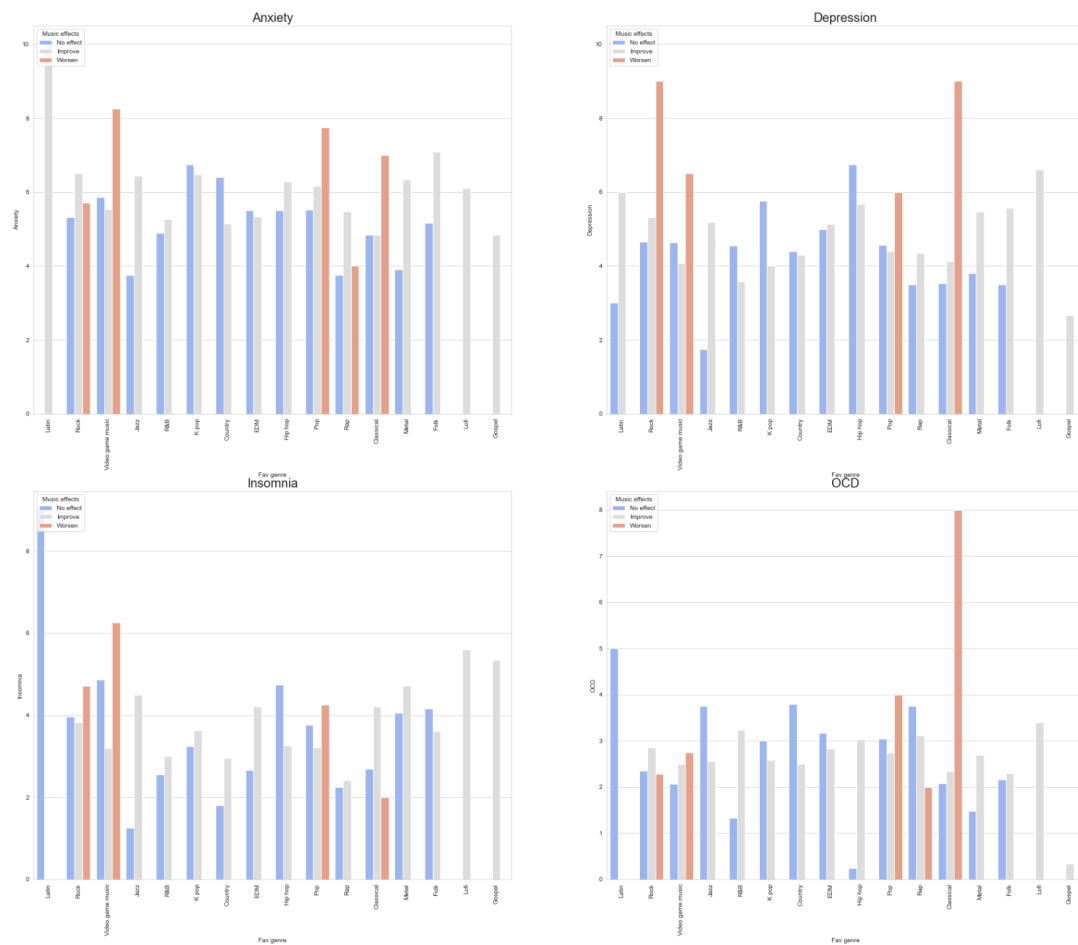 Anxiety
Music effects
No effect
Improve
Worsen
10
8
6
4
2
0
Anxiety
Latin
Rock
Video game music
Jazz
R&B
K pop
Country
EDM
Hip hop
Pop
Rap
Classical
Metal
Folk
Lofi
Gospel
Fav genre
Depression
Music effects
No effect
Improve
Worsen
10
8
6
4
2
0
Depression
Latin
Rock
Video game music
Jazz
R&B
K pop
Country
EDM
Hip hop
Pop
Rap
Classical
Metal
Folk
Lofi
Gospel
Fav genre
Insomnia
Music effects
No effect
Improve
Worsen
8
6
4
2
0
Insomnia
Latin
Rock
Video game music
Jazz
R&B
K pop
Country
EDM
Hip hop
Pop
Rap
Classical
Metal
Folk
Lofi
Gospel
Fav genre
OCD
Music effects
No effect
Improve
Worsen
8
7
6
5
4
3
2
1
0
OCD
Latin
Rock
Video game music
Jazz
R&B
K pop
Country
EDM
Hip hop
Pop
Rap
Classical
Metal
Folk
Lofi
Gospel
Fav genre